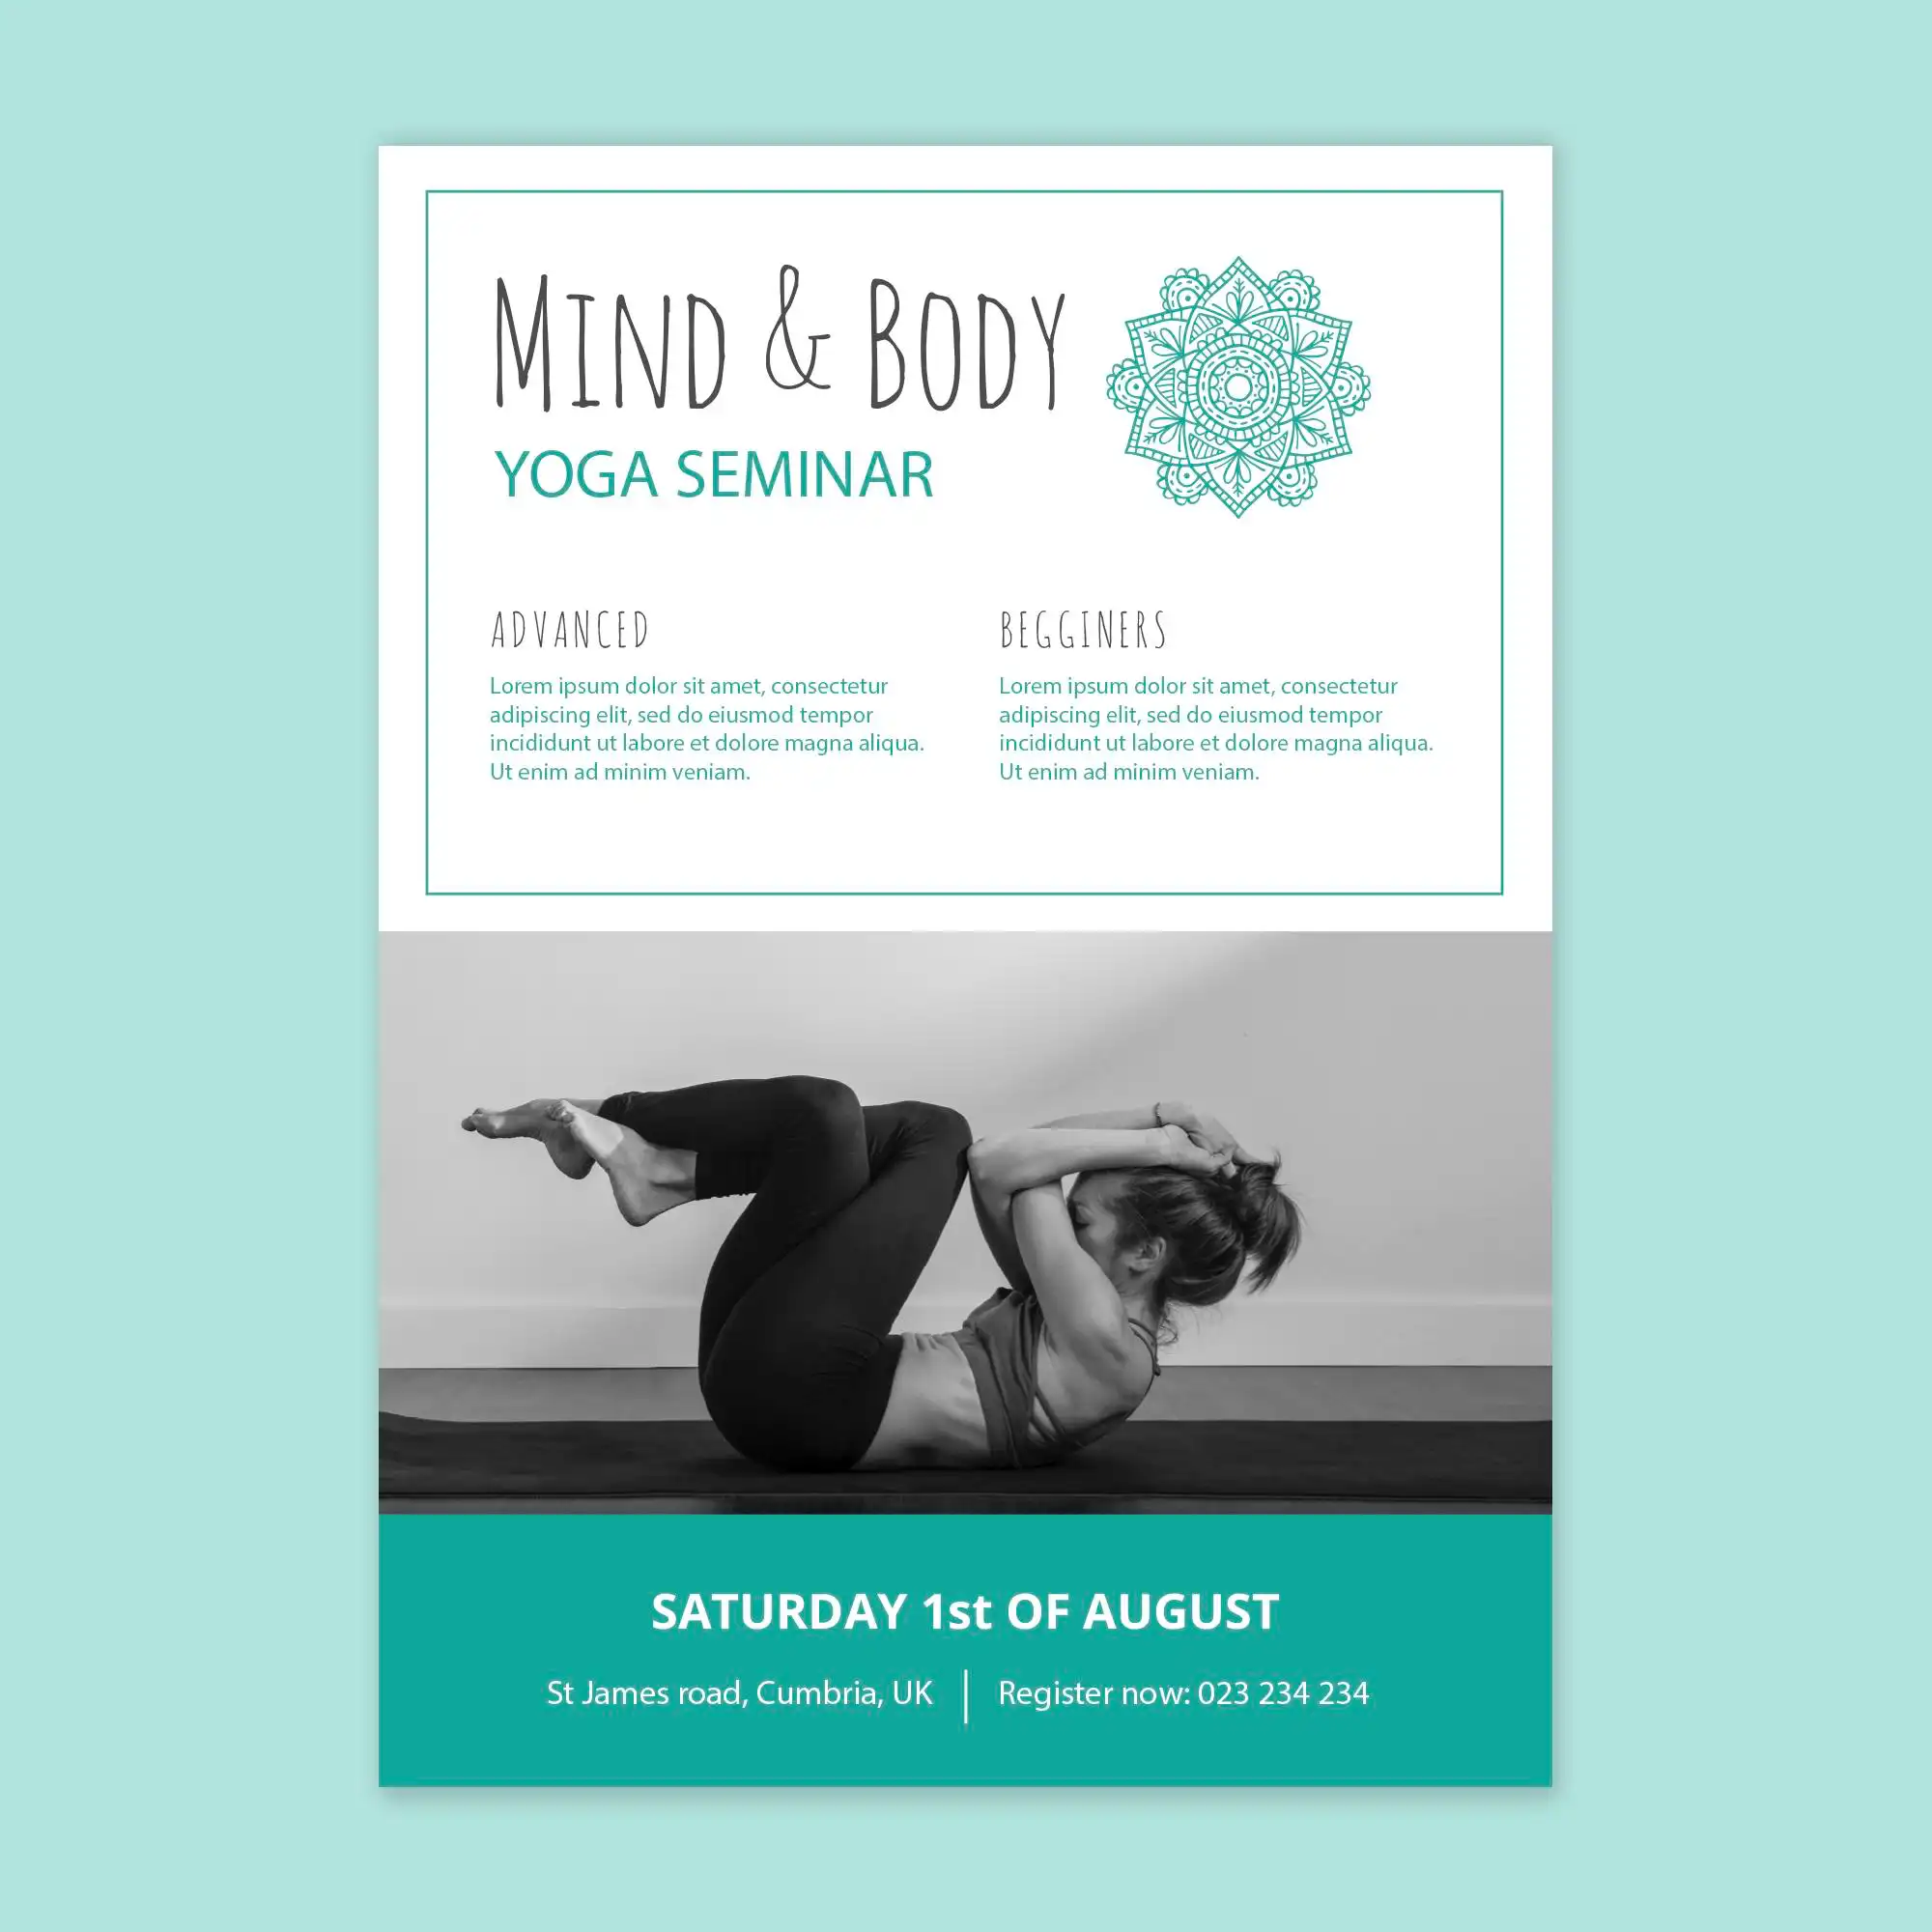 MIND & BODY
YOGA SEMINAR
ADVANCED
Lorem ipsum dolor sit amet, consectetur
adipiscing elit, sed do eiusmod tempor
incididunt ut labore et dolore magna aliqua.
Ut enim ad minim veniam.
BEGGINERS
Lorem ipsum dolor sit amet, consectetur
adipiscing elit, sed do eiusmod tempor
incididunt ut labore et dolore magna aliqua.
Ut enim ad minim veniam.
SATURDAY 1st OF AUGUST
St James road, Cumbria, UK
Register now: 023 234 234